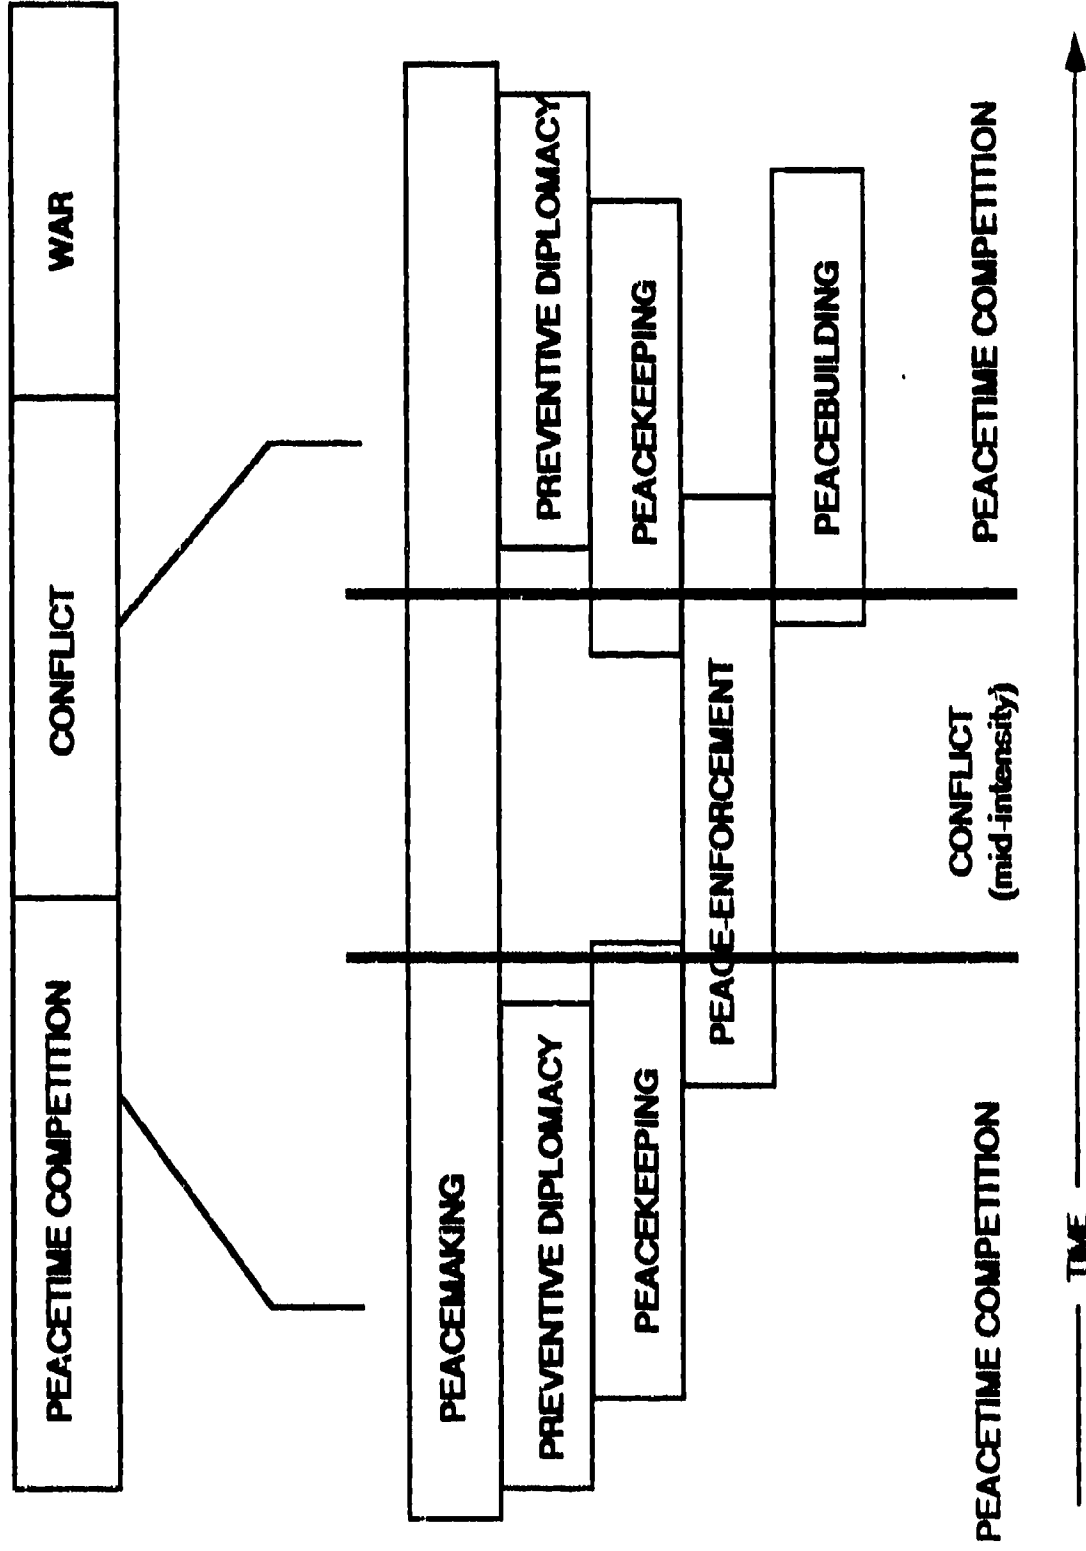 PEACETIME COMPETITION
CONFLICT
WAR
PEACEMAKING
PREVENTIVE DIPLOMACY
PREVENTIVE DIPLOMACY
PEACEKEEPING
PEACEKEEPING
PEACE-ENFORCEMENT
PEACEBUILDING
PEACETIME COMPETITION
CONFLICT
(mid-intensity)
PEACETIME COMPETITION
TIME